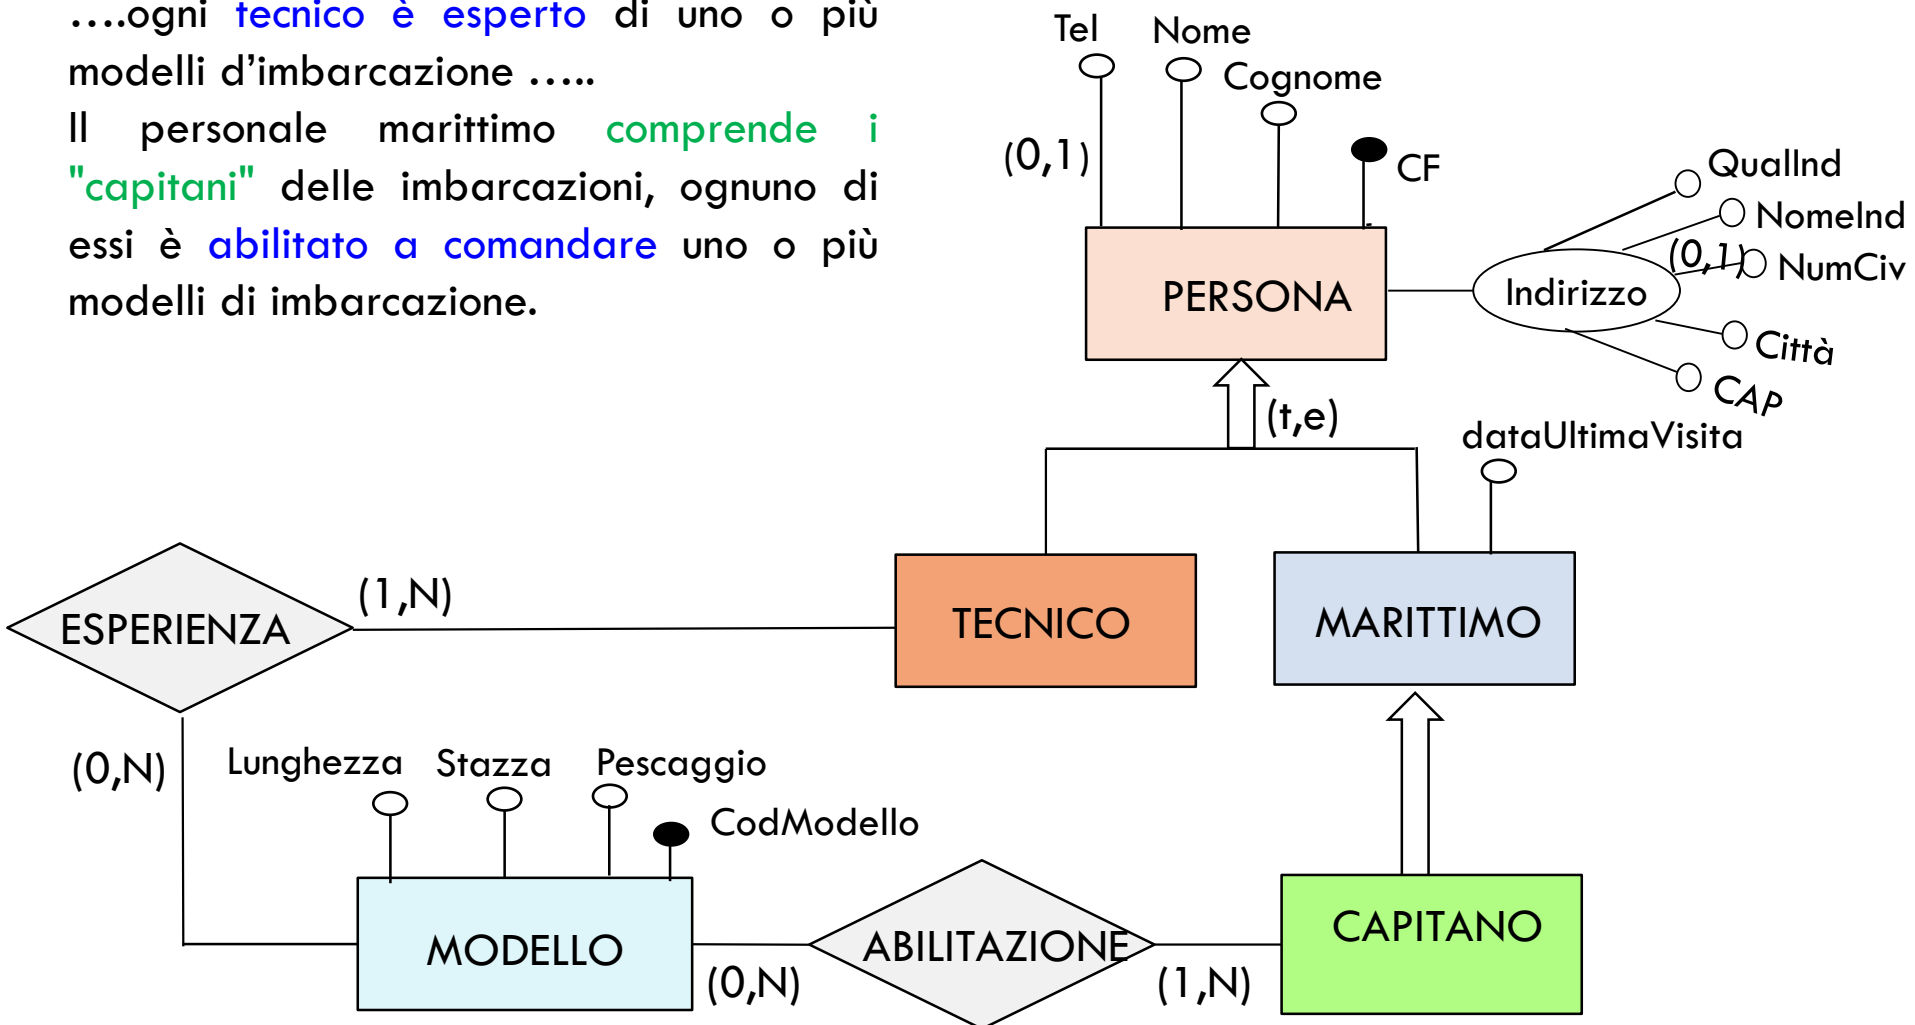 ....ogni tecnico è esperto di uno o più
modelli d'imbarcazione .....
Il personale marittimo comprende i
"capitani" delle imbarcazioni, ognuno di
essi è abilitato a comandare uno o più
modelli di imbarcazione.
Tel
Nome
Cognome
(0,1)
CF
QualInd
NomeInd
(0,1)
NumCiv
PERSONA
Indirizzo
Città
CAP
(t,e)
dataUltimaVisita
(1,N)
ESPERIENZA
TECNICO
MARITTIMO
(0,N)
Lunghezza
Stazza
Pescaggio
CodModello
MODELLO
(0,N)
ABILITAZIONE
(1,N)
CAPITANO